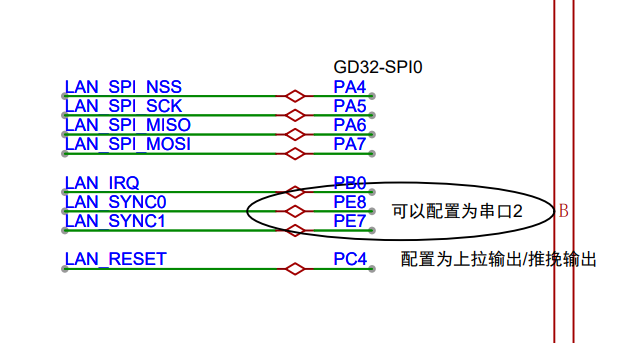 GD32-SPI0
LAN_SPI_NSS PA4
LAN_SPI_SCK PA5
LAN_SPI_MISO PA6
LAN_SPI_MOSI PA7
LAN_IRQ PB0
LAN_SYNC0 PE8 可以配置为串口2 B
LAN_SYNC1 PE7
LAN_RESET PC4 配置为上拉输出/推挽输出